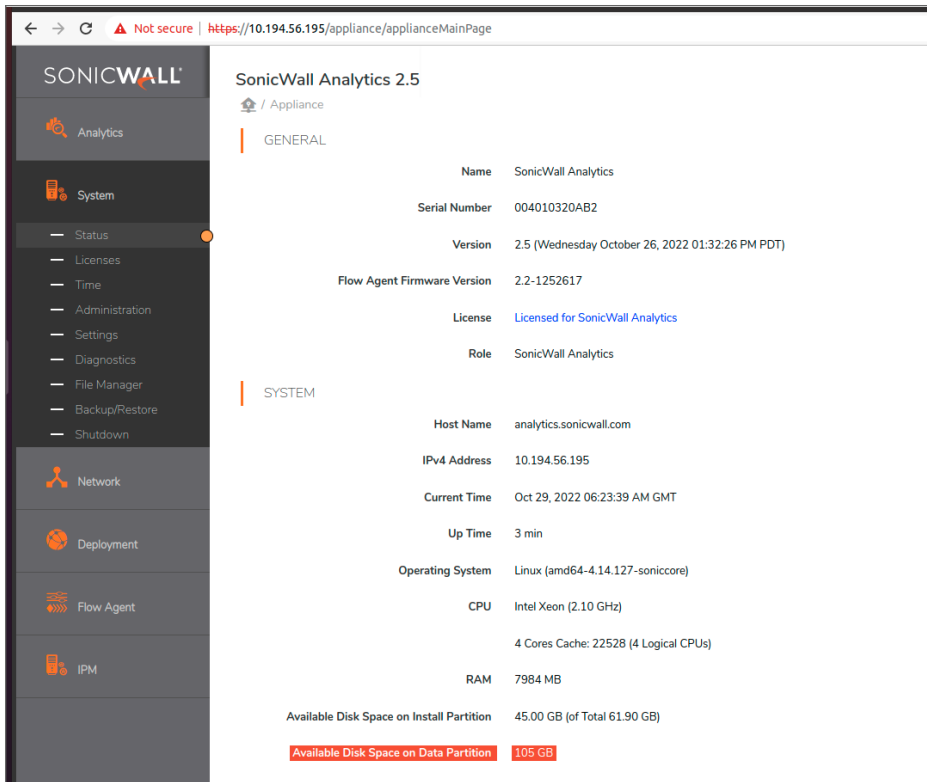 Not secure | https://10.194.56.195/appliance/applianceMainPage
SONICWALL
Analytics
System
Status
Licenses
Time
Administration
Settings
Diagnostics
File Manager
Backup/Restore
Shutdown
Network
Deployment
Flow Agent
IPM
SonicWall Analytics 2.5
/ Appliance
GENERAL
Name SonicWall Analytics
Serial Number 004010320AB2
Version 2.5 (Wednesday October 26, 2022 01:32:26 PM PDT)
Flow Agent Firmware Version 2.2-1252617
License Licensed for SonicWall Analytics
Role SonicWall Analytics
SYSTEM
Host Name analytics.sonicwall.com
IPv4 Address 10.194.56.195
Current Time Oct 29, 2022 06:23:39 AM GMT
Up Time 3 min
Operating System Linux (amd64-4.14.127-soniccore)
CPU Intel Xeon (2.10 GHz)
4 Cores Cache: 22528 (4 Logical CPUs)
RAM 7984 MB
Available Disk Space on Install Partition 45.00 GB (of Total 61.90 GB)
Available Disk Space on Data Partition 105 GB